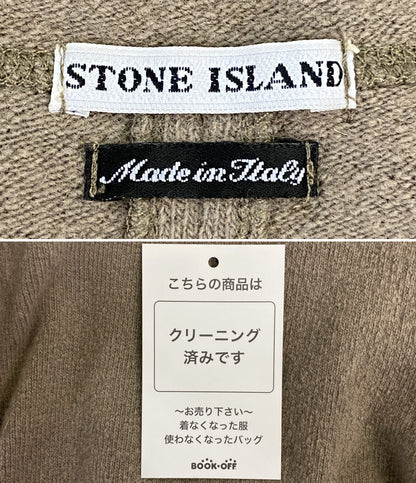 STONE ISLAND
Made in Italy
こちらの商品は
クリーニング
済みです
～お売り下さい～
着なくなった服
使わなくなったバッグ
BOOK・OFF